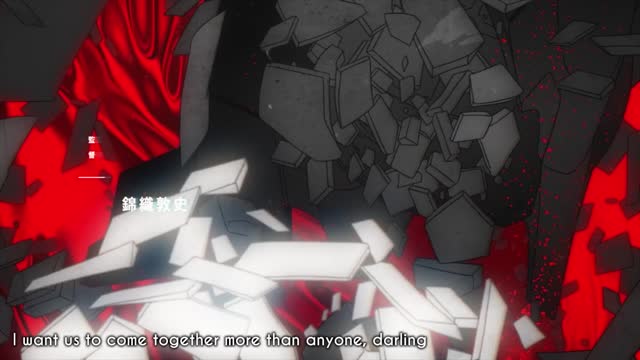 監督
錦織敦史
I want us to come together more than anyone, darling